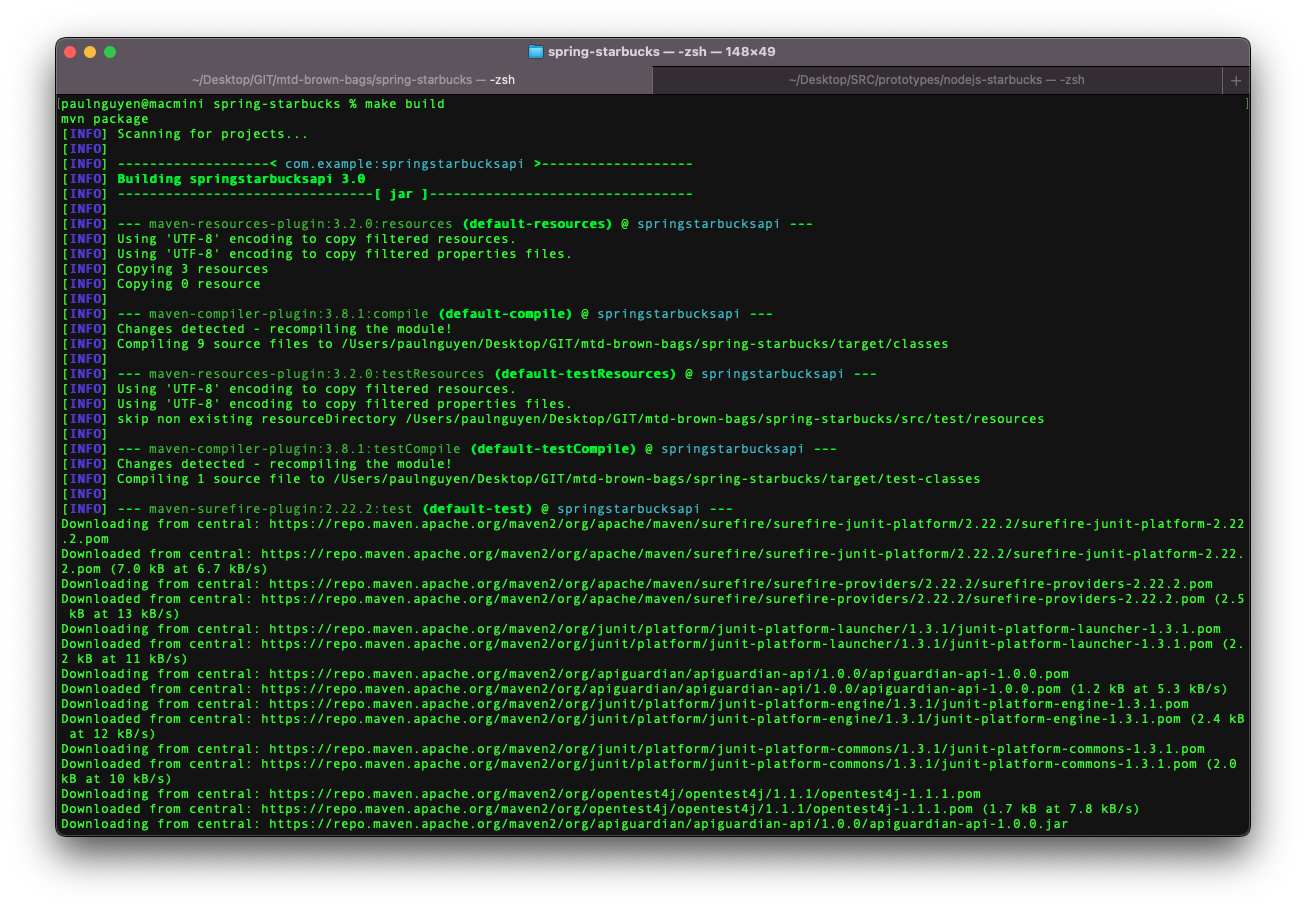 spring-starbucks — -zsh — 148×49
~/Desktop/GIT/mtd-brown-bags/spring-starbucks — -zsh
~/Desktop/SRC/prototypes/nodejs-starbucks — -zsh
+
[paulnguyen@macmini spring-starbucks % make build ]
mvn package
[INFO] Scanning for projects...
[INFO]
[INFO] -------------------< com.example:springstarbucksapi >-------------------
[INFO] Building springstarbucksapi 3.0
[INFO] --------------------------------[ jar ]---------------------------------
[INFO]
[INFO] --- maven-resources-plugin:3.2.0:resources (default-resources) @ springstarbucksapi ---
[INFO] Using 'UTF-8' encoding to copy filtered resources.
[INFO] Using 'UTF-8' encoding to copy filtered properties files.
[INFO] Copying 3 resources
[INFO] Copying 0 resource
[INFO]
[INFO] --- maven-compiler-plugin:3.8.1:compile (default-compile) @ springstarbucksapi ---
[INFO] Changes detected - recompiling the module!
[INFO] Compiling 9 source files to /Users/paulnguyen/Desktop/GIT/mtd-brown-bags/spring-starbucks/target/classes
[INFO]
[INFO] --- maven-resources-plugin:3.2.0:testResources (default-testResources) @ springstarbucksapi ---
[INFO] Using 'UTF-8' encoding to copy filtered resources.
[INFO] Using 'UTF-8' encoding to copy filtered properties files.
[INFO] skip non existing resourceDirectory /Users/paulnguyen/Desktop/GIT/mtd-brown-bags/spring-starbucks/src/test/resources
[INFO]
[INFO] --- maven-compiler-plugin:3.8.1:testCompile (default-testCompile) @ springstarbucksapi ---
[INFO] Changes detected - recompiling the module!
[INFO] Compiling 1 source file to /Users/paulnguyen/Desktop/GIT/mtd-brown-bags/spring-starbucks/target/test-classes
[INFO]
[INFO] --- maven-surefire-plugin:2.22.2:test (default-test) @ springstarbucksapi ---
Downloading from central: https://repo.maven.apache.org/maven2/org/apache/maven/surefire/surefire-junit-platform/2.22.2/surefire-junit-platform-2.22
.2.pom
Downloaded from central: https://repo.maven.apache.org/maven2/org/apache/maven/surefire/surefire-junit-platform/2.22.2/surefire-junit-platform-2.22.
2.pom (7.0 kB at 6.7 kB/s)
Downloading from central: https://repo.maven.apache.org/maven2/org/apache/maven/surefire/surefire-providers/2.22.2/surefire-providers-2.22.2.pom
Downloaded from central: https://repo.maven.apache.org/maven2/org/apache/maven/surefire/surefire-providers/2.22.2/surefire-providers-2.22.2.pom (2.5
 kB at 13 kB/s)
Downloading from central: https://repo.maven.apache.org/maven2/org/junit/platform/junit-platform-launcher/1.3.1/junit-platform-launcher-1.3.1.pom
Downloaded from central: https://repo.maven.apache.org/maven2/org/junit/platform/junit-platform-launcher/1.3.1/junit-platform-launcher-1.3.1.pom (2.
2 kB at 11 kB/s)
Downloading from central: https://repo.maven.apache.org/maven2/org/apiguardian/apiguardian-api/1.0.0/apiguardian-api-1.0.0.pom
Downloaded from central: https://repo.maven.apache.org/maven2/org/apiguardian/apiguardian-api/1.0.0/apiguardian-api-1.0.0.pom (1.2 kB at 5.3 kB/s)
Downloading from central: https://repo.maven.apache.org/maven2/org/junit/platform/junit-platform-engine/1.3.1/junit-platform-engine-1.3.1.pom
Downloaded from central: https://repo.maven.apache.org/maven2/org/junit/platform/junit-platform-engine/1.3.1/junit-platform-engine-1.3.1.pom (2.4 kB
 at 12 kB/s)
Downloading from central: https://repo.maven.apache.org/maven2/org/junit/platform/junit-platform-commons/1.3.1/junit-platform-commons-1.3.1.pom
Downloaded from central: https://repo.maven.apache.org/maven2/org/junit/platform/junit-platform-commons/1.3.1/junit-platform-commons-1.3.1.pom (2.0
kB at 10 kB/s)
Downloading from central: https://repo.maven.apache.org/maven2/org/opentest4j/opentest4j/1.1.1/opentest4j-1.1.1.pom
Downloaded from central: https://repo.maven.apache.org/maven2/org/opentest4j/opentest4j/1.1.1/opentest4j-1.1.1.pom (1.7 kB at 7.8 kB/s)
Downloading from central: https://repo.maven.apache.org/maven2/org/apiguardian/apiguardian-api/1.0.0/apiguardian-api-1.0.0.jar